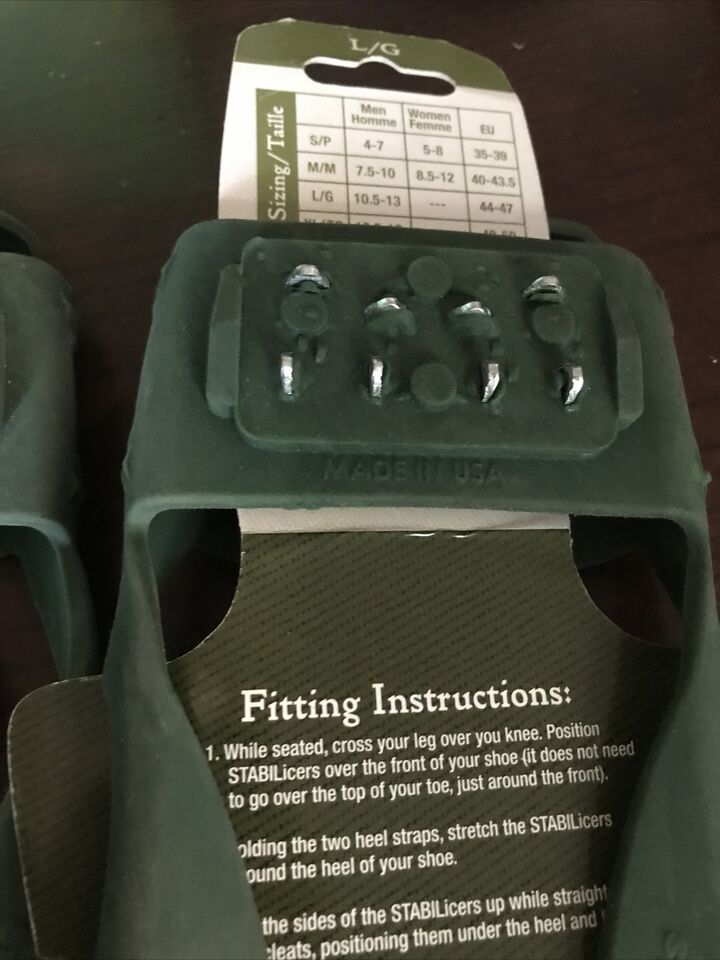 L/G
Sizing/Taille
Men Women EU
Homme Femme
S/P 4-7 5-8 35-39
M/M 7.5-10 8.5-12 40-43.5
L/G 10.5-13 --- 44-47
MADE IN USA
Fitting Instructions:
1. While seated, cross your leg over you knee. Position
STABILicers over the front of your shoe (it does not need
to go over the top of your toe, just around the front).
olding the two heel straps, stretch the STABILicers
ound the heel of your shoe.
the sides of the STABILicers up while straight
cleats, positioning them under the heel and